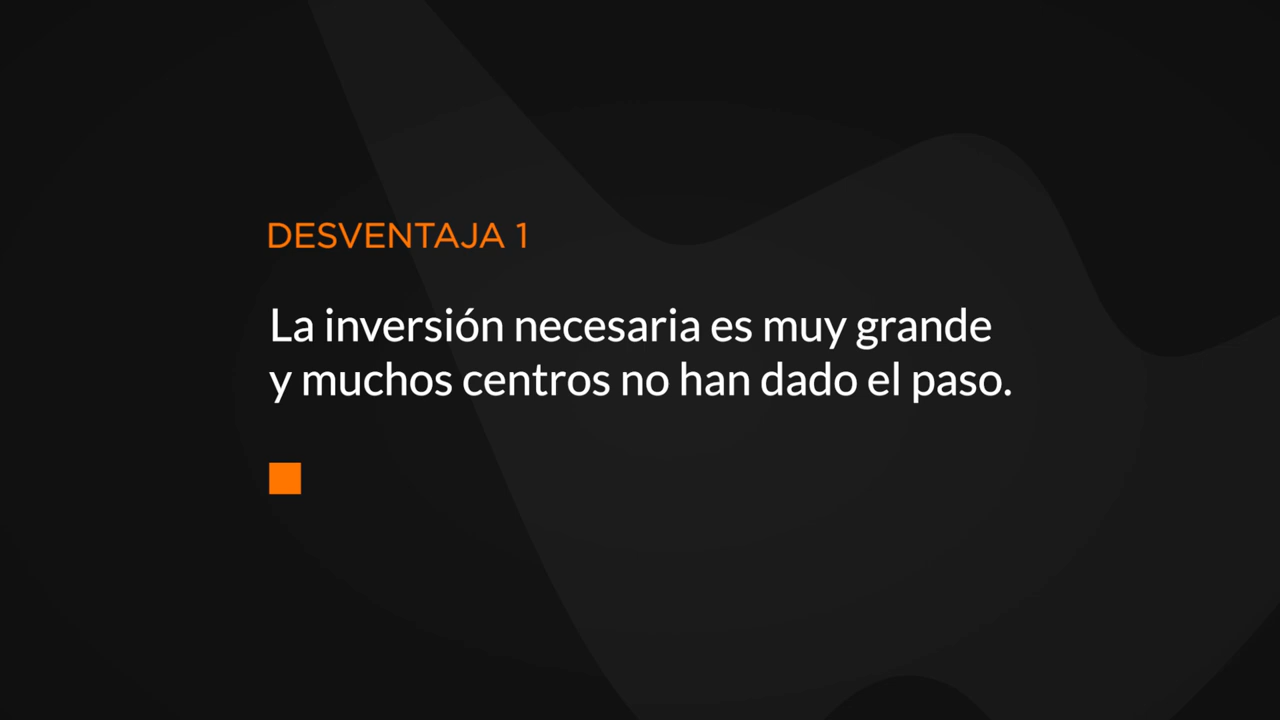 DESVENTAJA 1
La inversión necesaria es muy grande
y muchos centros no han dado el paso.